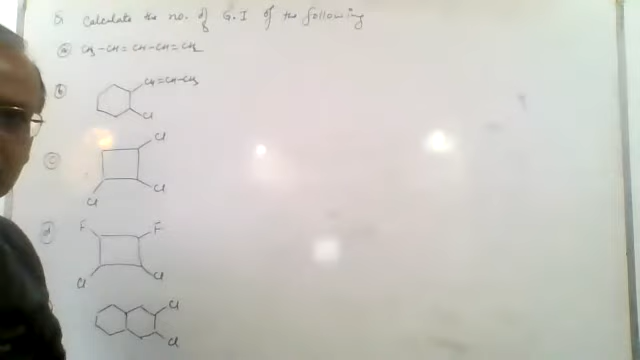 Q Calculate the no. of G.I of the following
(a) CH3-CH=CH-CH=CH2
(b) CH=CH-CH3
Cl
(c) Cl
Cl Cl
(d) F F
Cl Cl
Cl
Cl